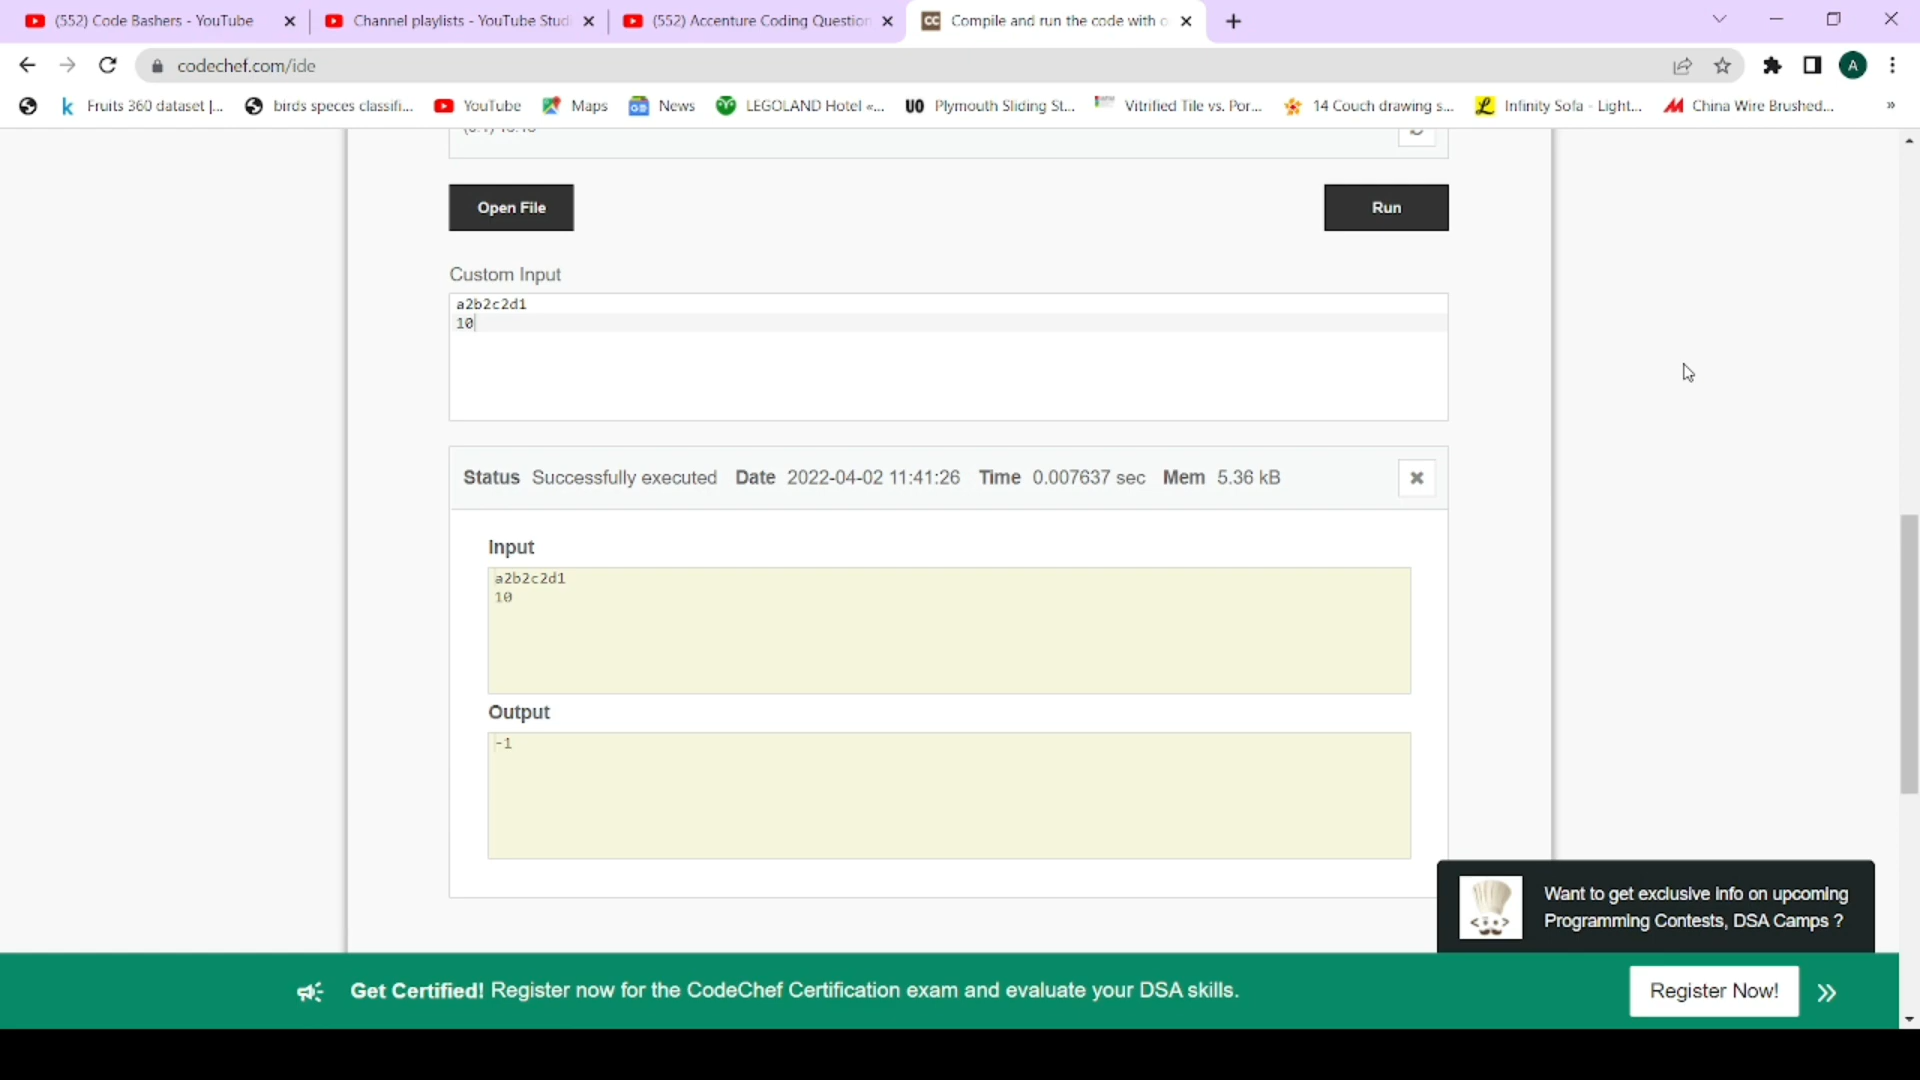 (552) Code Bashers - YouTube
Channel playlists - YouTube Stud
(552) Accenture Coding Question
CC Compile and run the code with o
codechef.com/ide
A
k Fruits 360 dataset |...
birds speces classifi...
YouTube
Maps
News
LEGOLAND Hotel «...
UO Plymouth Sliding St...
Vitrified Tile vs. Por...
14 Couch drawing s...
Infinity Sofa - Light...
China Wire Brushed...
»
Open File
Run
Custom Input
a2b2c2d1
10
Status Successfully executed Date 2022-04-02 11:41:26 Time 0.007637 sec Mem 5.36 kB
Input
a2b2c2d1
10
Output
-1
Want to get exclusive info on upcoming
Programming Contests, DSA Camps ?
Get Certified! Register now for the CodeChef Certification exam and evaluate your DSA skills.
Register Now!